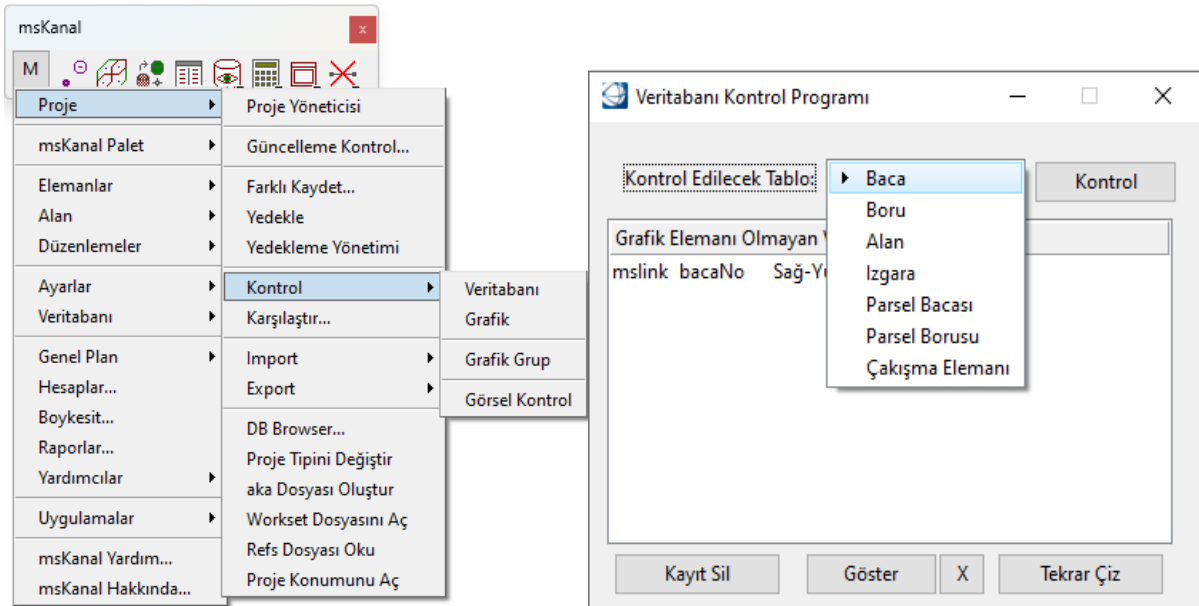 msKanal
x
M
Proje
msKanal Palet
Elemanlar
Alan
Düzenlemeler
Ayarlar
Veritabanı
Genel Plan
Hesaplar...
Boykesit...
Raporlar...
Yardımcılar
Uygulamalar
msKanal Yardım...
msKanal Hakkında...
Proje Yöneticisi
Güncelleme Kontrol...
Farklı Kaydet...
Yedekle
Yedekleme Yönetimi
Kontrol
Karşılaştır...
Import
Export
DB Browser...
Proje Tipini Değiştir
aka Dosyası Oluştur
Workset Dosyasını Aç
Refs Dosyası Oku
Proje Konumunu Aç
Veritabanı
Grafik
Grafik Grup
Görsel Kontrol
Veritabanı Kontrol Programı
Kontrol Edilecek Tablo:
Baca
Boru
Alan
Izgara
Parsel Bacası
Parsel Borusu
Çakışma Elemanı
Kontrol
Grafik Elemanı Olmayan
mslink bacaNo Sağ-Y
Kayıt Sil
Göster
X
Tekrar Çiz